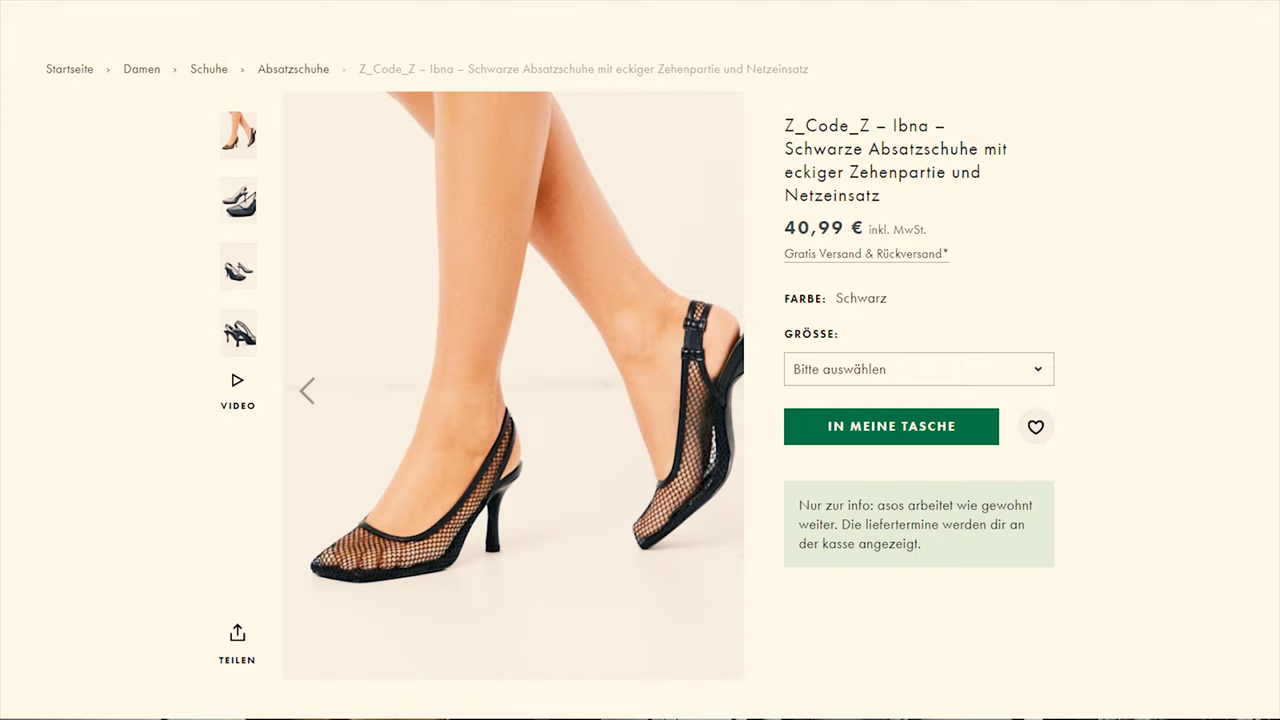 Startseite › Damen › Schuhe › Absatzschuhe › Z_Code_Z – Ibna – Schwarze Absatzschuhe mit eckiger Zehenpartie und Netzeinsatz
Z_Code_Z – Ibna –
Schwarze Absatzschuhe mit
eckiger Zehenpartie und
Netzeinsatz
40,99 € inkl. MwSt.
Gratis Versand & Rückversand*
FARBE: Schwarz
GRÖSSE:
Bitte auswählen
IN MEINE TASCHE
Nur zur info: asos arbeitet wie gewohnt
weiter. Die liefertermine werden dir an
der kasse angezeigt.
VIDEO
TEILEN